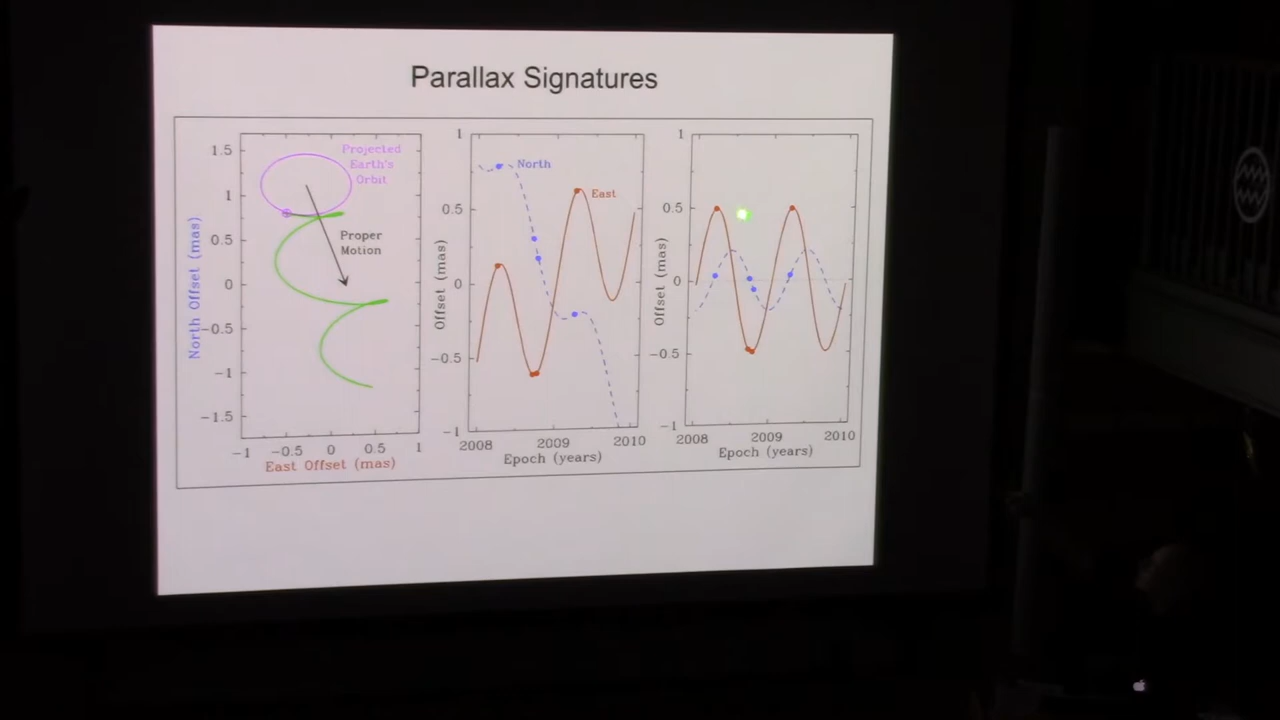 Parallax Signatures
Projected
Earth's
Orbit
Proper
Motion
North Offset (mas)
1.5
1
0.5
0
−0.5
−1
−1.5
−1
−0.5
0
0.5
1
East Offset (mas)
North
East
Offset (mas)
1
0.5
0
−0.5
−1
2008
2009
2010
Epoch (years)
Offset (mas)
1
0.5
0
−0.5
−1
2008
2009
2010
Epoch (years)